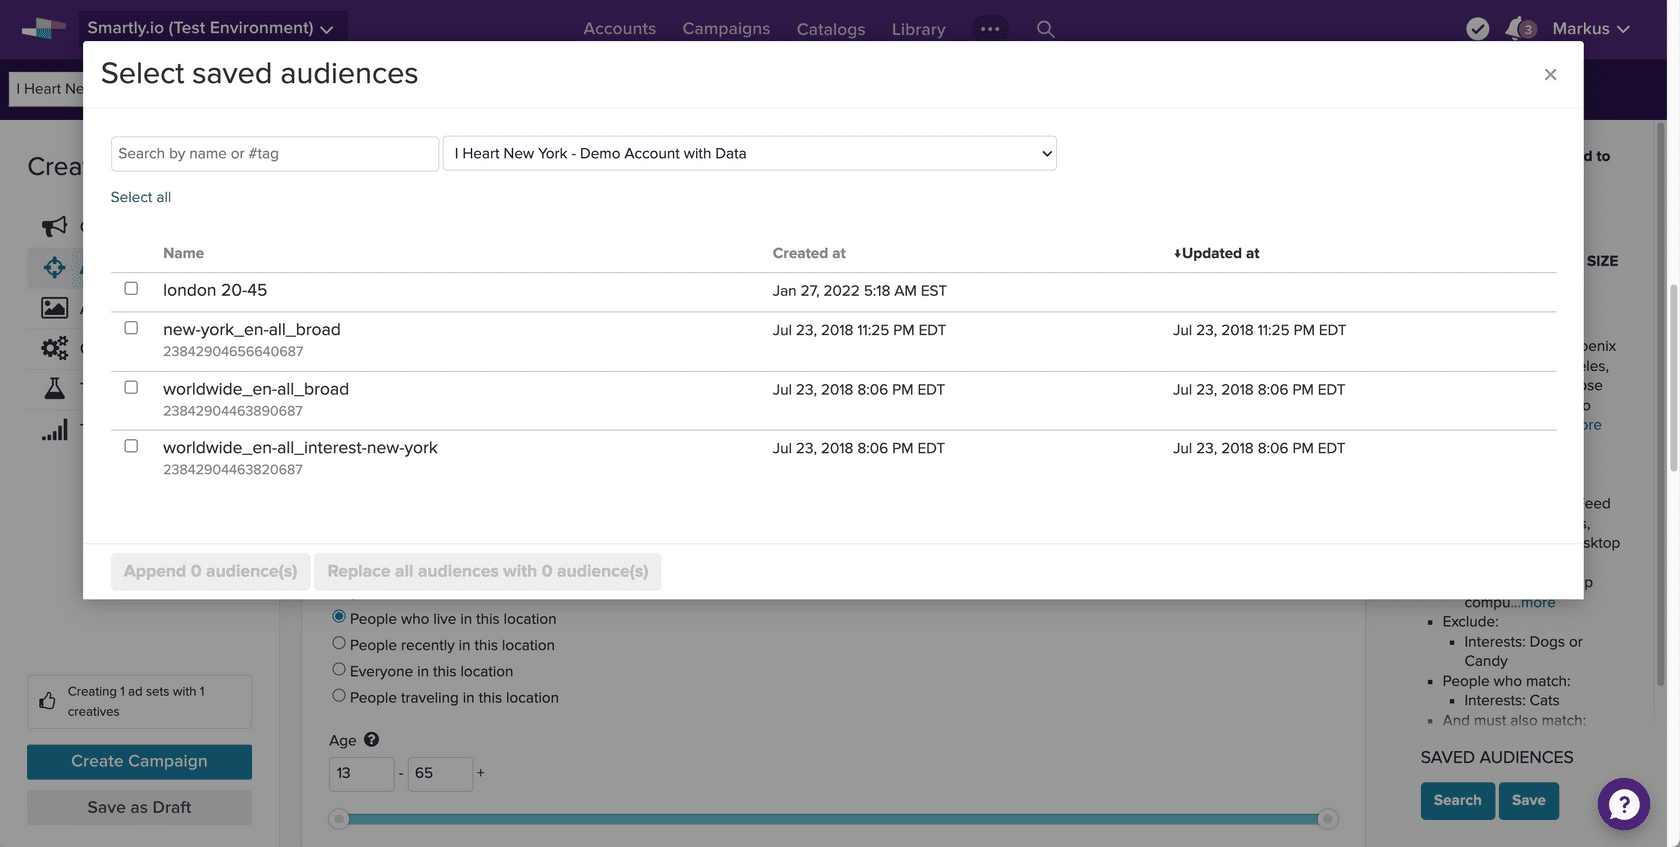 Smartly.io (Test Environment)
Accounts
Campaigns
Catalogs
Library
3
Markus
I Heart Ne
Select saved audiences
×
Search by name or #tag
I Heart New York - Demo Account with Data
Select all
Name
Created at
Updated at
london 20-45
Jan 27, 2022 5:18 AM EST
new-york_en-all_broad
Jul 23, 2018 11:25 PM EDT
Jul 23, 2018 11:25 PM EDT
23842904656640687
worldwide_en-all_broad
Jul 23, 2018 8:06 PM EDT
Jul 23, 2018 8:06 PM EDT
23842904463890687
worldwide_en-all_interest-new-york
Jul 23, 2018 8:06 PM EDT
Jul 23, 2018 8:06 PM EDT
23842904463820687
Append 0 audience(s)
Replace all audiences with 0 audience(s)
Crea
d to
SIZE
enix
les,
se
o
re
eed
s,
sktop
p
compu...more
Exclude:
Interests: Dogs or
Candy
People who match:
Interests: Cats
And must also match:
SAVED AUDIENCES
Search
Save
?
People who live in this location
People recently in this location
Everyone in this location
People traveling in this location
Age ?
13 - 65 +
Creating 1 ad sets with 1
creatives
Create Campaign
Save as Draft